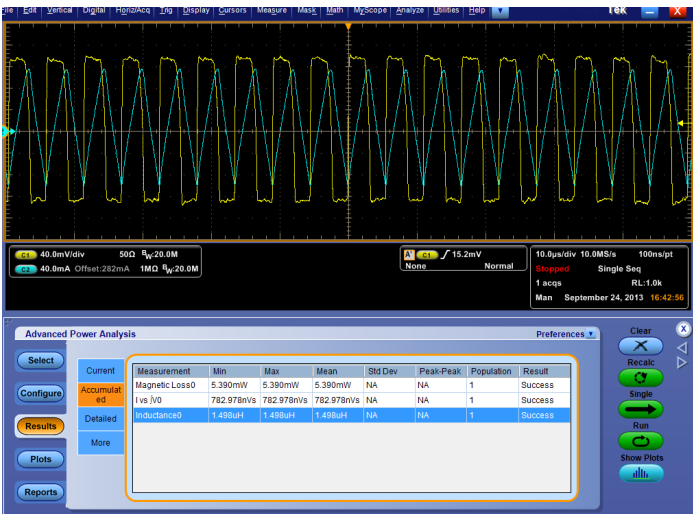 File Edit Vertical Digital Horiz/Acq Trig Display Cursors Measure Mask Math MyScope Analyze Utilities Help Tek X
C1 40.0mV/div 50Ω BW:20.0M
C2 40.0mA Offset:282mA 1MΩ BW:20.0M
A' C1 15.2mV
None Normal
10.0µs/div 10.0MS/s 100ns/pt
Stopped Single Seq
1 acqs RL:1.0k
Man September 24, 2013 16:42:56
Advanced Power Analysis
Preferences
Clear
X
Select
Configure
Results
Plots
Reports
Current
Accumulat
ed
Detailed
More
Measurement Min Max Mean Std Dev Peak-Peak Population Result
Magnetic Loss0 5.390mW 5.390mW 5.390mW NA NA 1 Success
I vs ∫V0 782.978nVs 782.978nVs 782.978nVs NA NA 1 Success
Inductance0 1.498uH 1.498uH 1.498uH NA NA 1 Success
Recalc
Single
Run
Show Plots